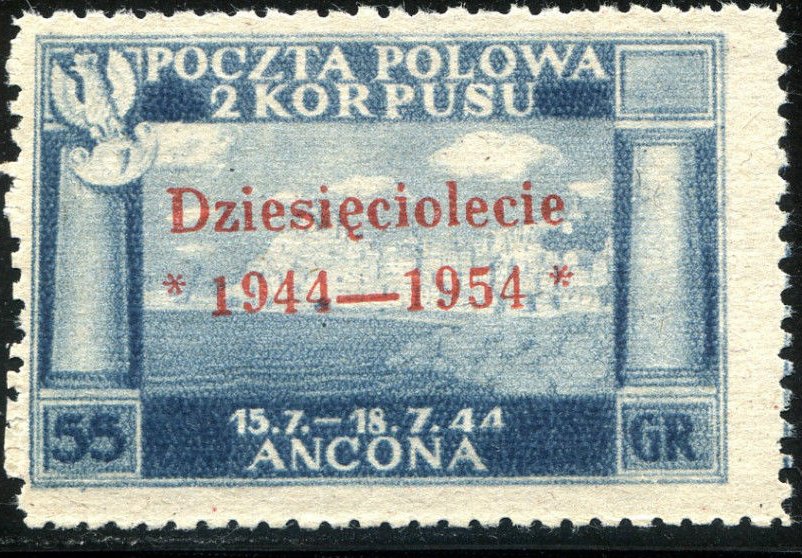 POCZTA POLOWA
2 KORPUSU
Dziesięciolecie
* 1944—1954 *
55
15.7.—18.7.44
GR
ANCONA